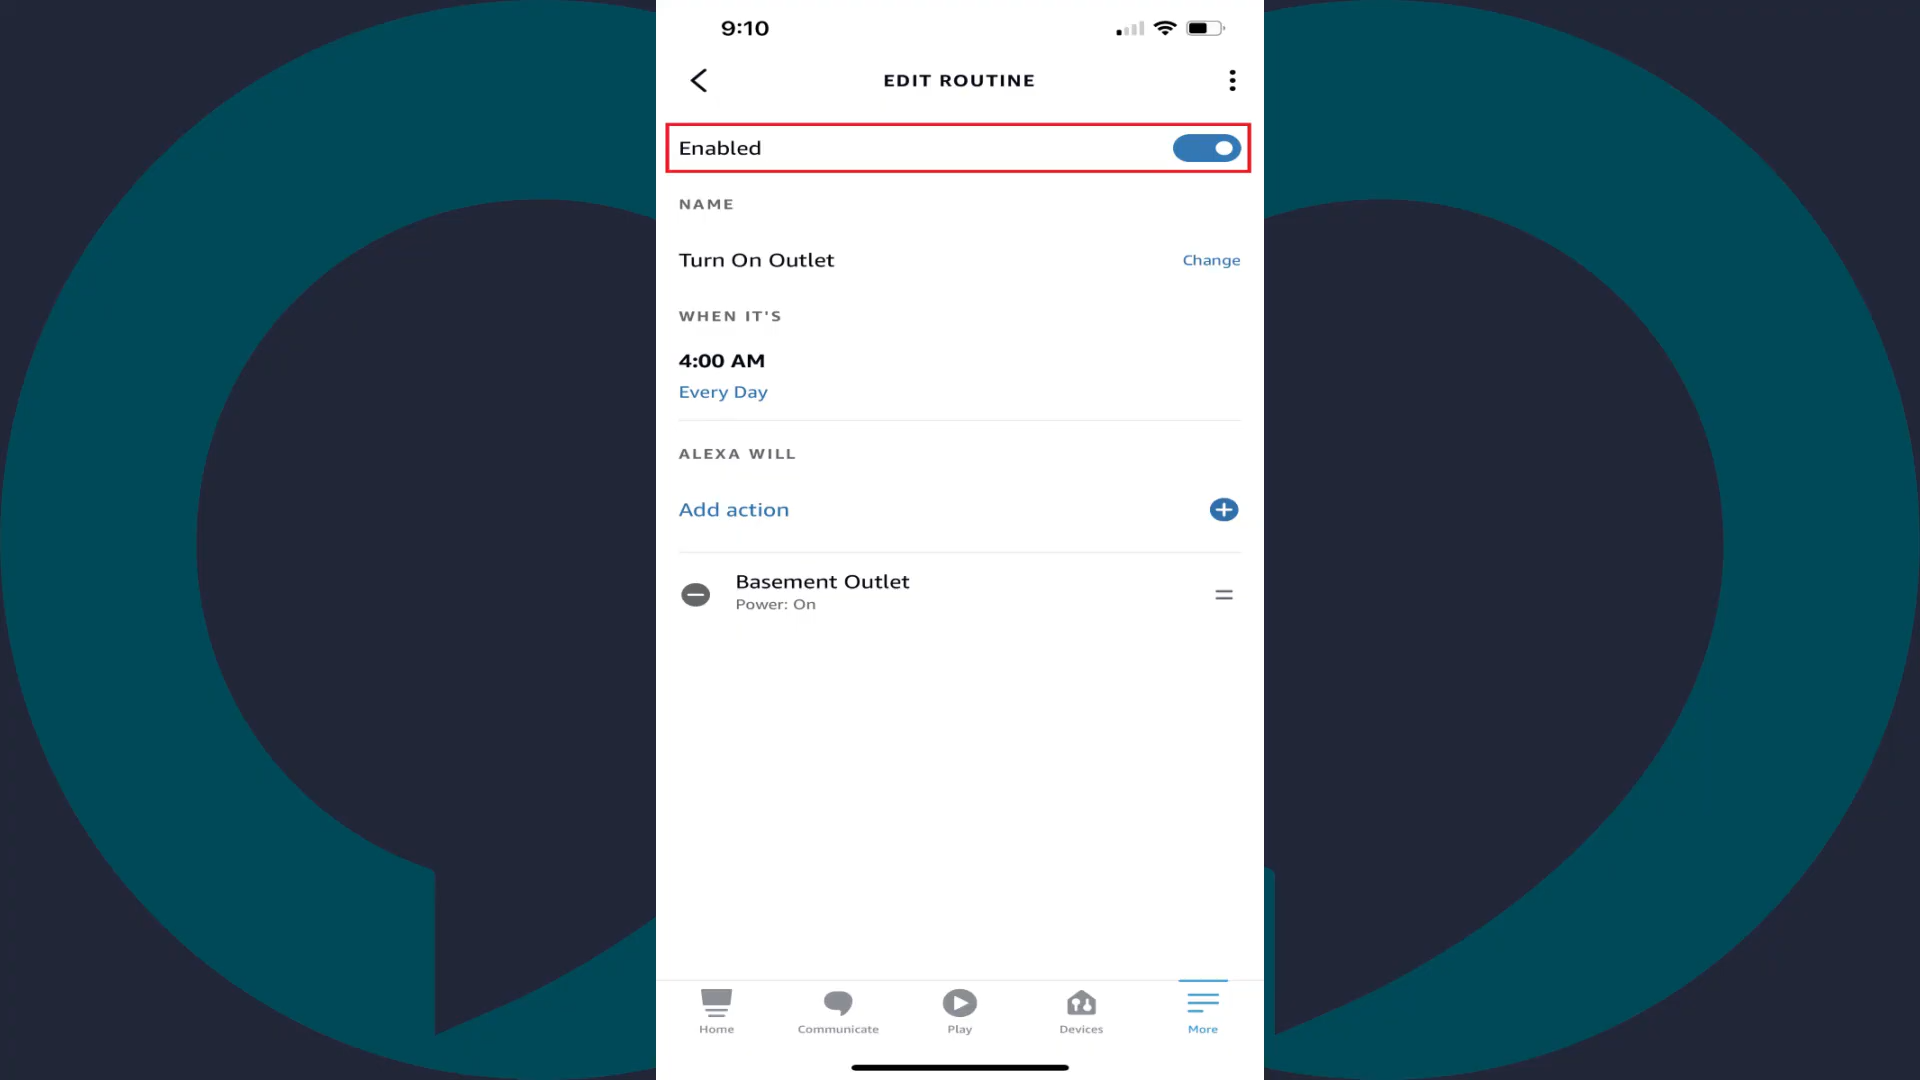 9:10
EDIT ROUTINE
Enabled
NAME
Turn On Outlet Change
WHEN IT'S
4:00 AM
Every Day
ALEXA WILL
Add action
Basement Outlet
Power: On
Home Communicate Play Devices More